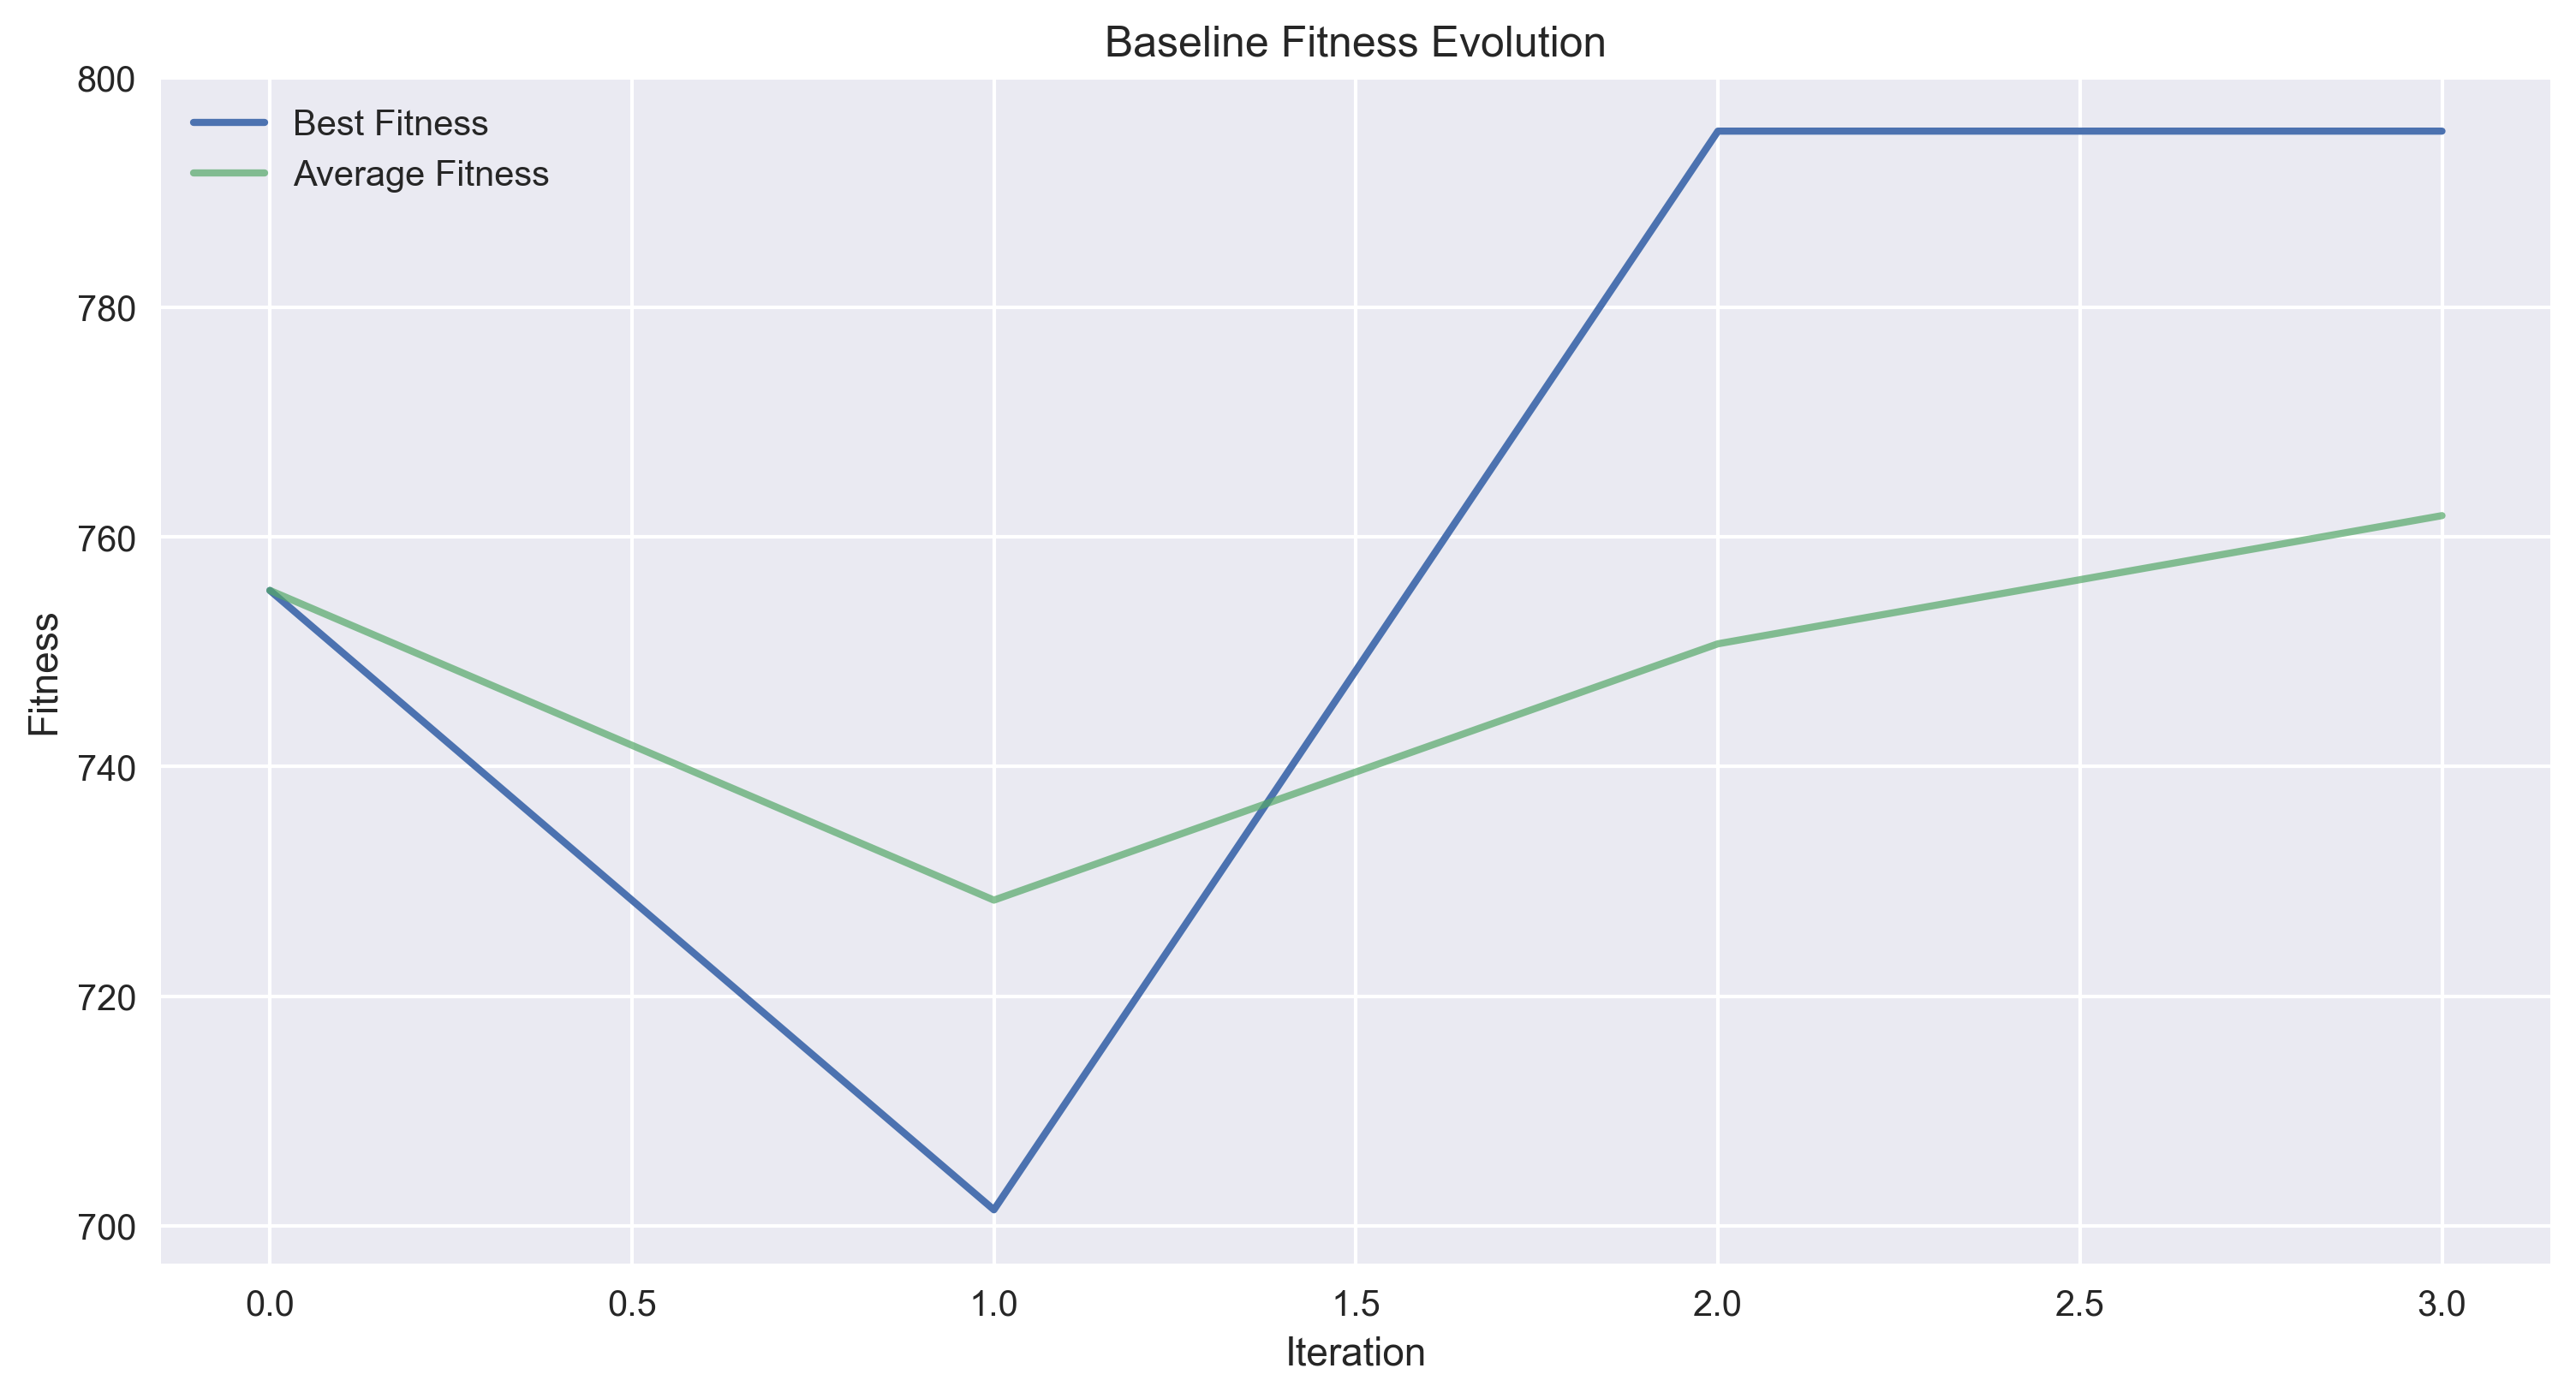 Baseline Fitness Evolution
800
Best Fitness
Average Fitness
780
760
740
720
700
Fitness
0.0 0.5 1.0 1.5 2.0 2.5 3.0
Iteration